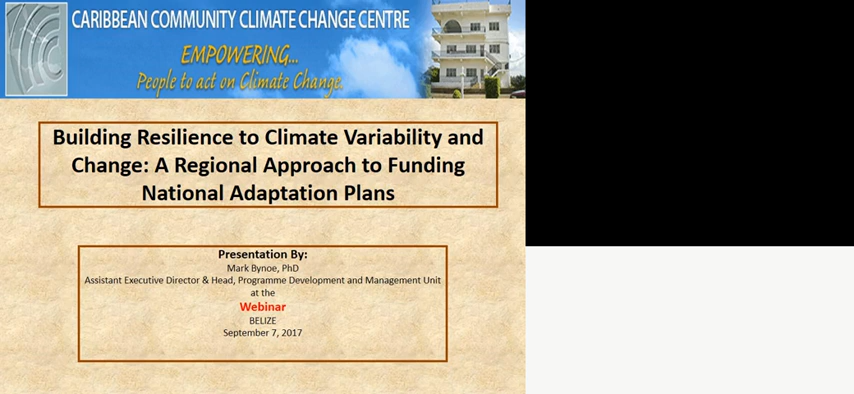 CARIBBEAN COMMUNITY CLIMATE CHANGE CENTRE
EMPOWERING...
People to act on Climate Change.
Building Resilience to Climate Variability and
Change: A Regional Approach to Funding
National Adaptation Plans
Presentation By:
Mark Bynoe, PhD
Assistant Executive Director & Head, Programme Development and Management Unit
at the
Webinar
BELIZE
September 7, 2017